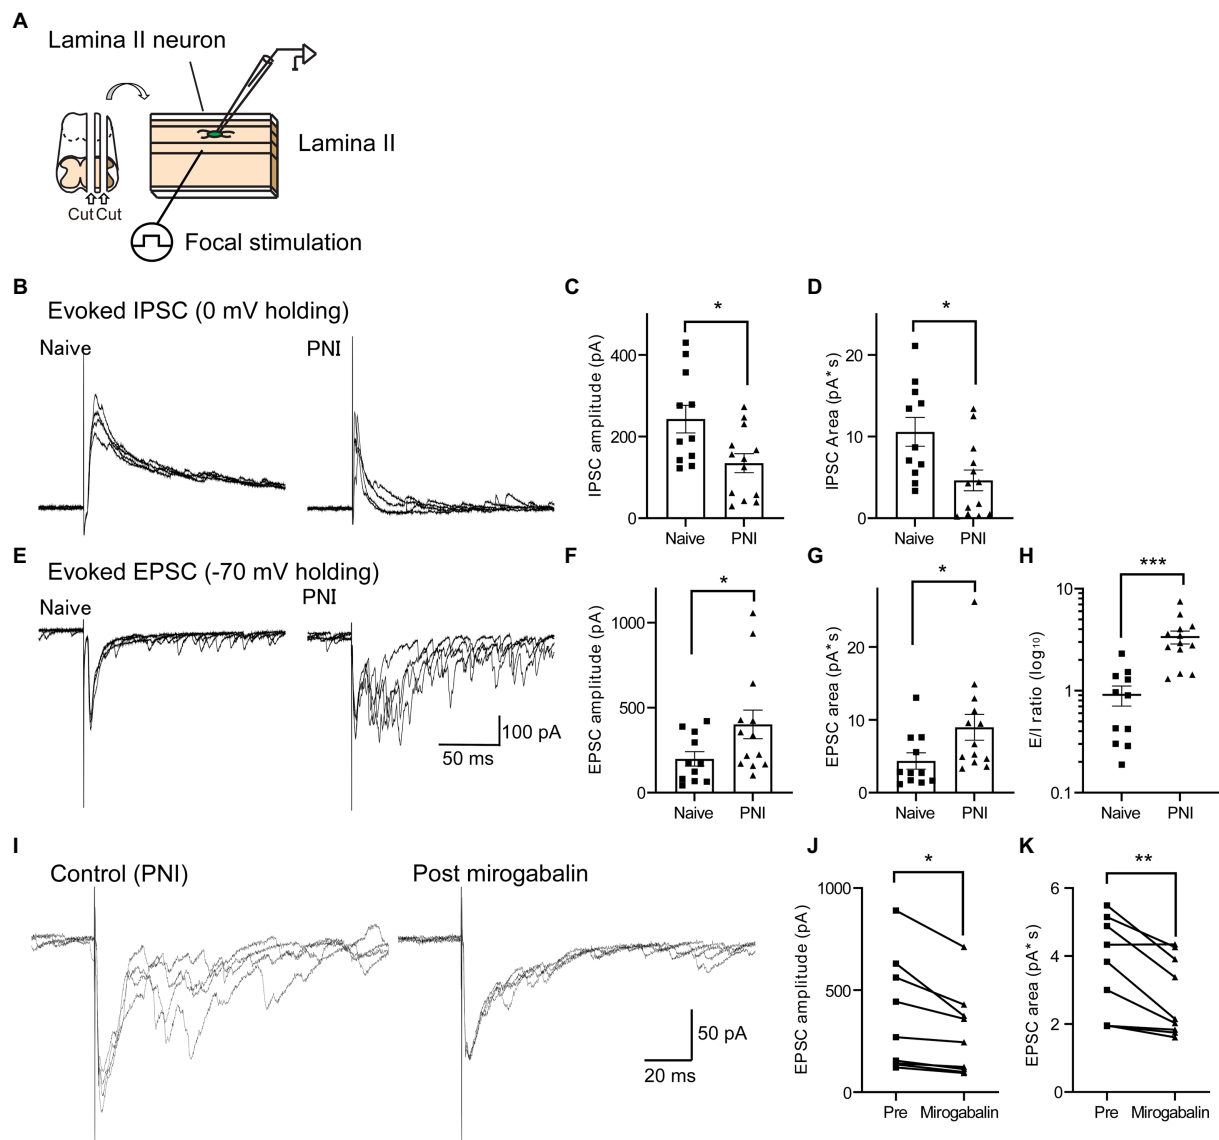 A
Lamina II neuron
Lamina II
Cut Cut
Focal stimulation
B
Evoked IPSC (0 mV holding)
Naive
PNI
C
*
IPSC amplitude (pA)
400
200
0
Naive
PNI
D
*
IPSC Area (pA* s)
20
10
0
Naive
PNI
E
Evoked EPSC (-70 mV holding)
Naive
PNI
100 pA
50 ms
F
*
EPSC amplitude (pA)
1000
500
0
Naive
PNI
G
*
EPSC area (pA* s)
20
10
0
Naive
PNI
H
***
E/I ratio (log10)
10
1
0.1
Naive
PNI
I
Control (PNI)
Post mirogabalin
50 pA
20 ms
J
*
EPSC amplitude (pA)
1000
500
0
Pre
Mirogabalin
K
**
EPSC area (pA* s)
6
4
2
0
Pre
Mirogabalin